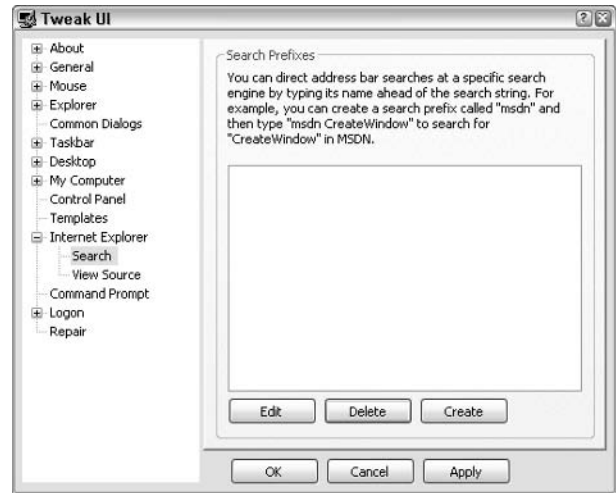 Tweak UI
About
General
Mouse
Explorer
Common Dialogs
Taskbar
Desktop
My Computer
Control Panel
Templates
Internet Explorer
Search
View Source
Command Prompt
Logon
Repair
Search Prefixes
You can direct address bar searches at a specific search
engine by typing its name ahead of the search string. For
example, you can create a search prefix called "msdn" and
then type "msdn CreateWindow" to search for
"CreateWindow" in MSDN.
Edit
Delete
Create
OK
Cancel
Apply